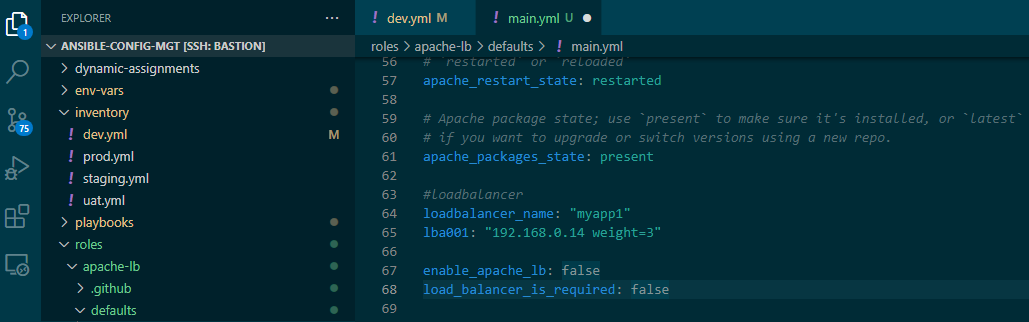 EXPLORER
ANSIBLE-CONFIG-MGT [SSH: BASTION]
dynamic-assignments
env-vars
inventory
! dev.yml M
! prod.yml
! staging.yml
! uat.yml
playbooks
roles
apache-lb
.github
defaults
1
75
! dev.yml M
! main.yml U
roles > apache-lb > defaults > ! main.yml
56 # `restarted` or `reloaded`
57 apache_restart_state: restarted
58
59 # Apache package state; use `present` to make sure it's installed, or `latest`
60 # if you want to upgrade or switch versions using a new repo.
61 apache_packages_state: present
62
63 #loadbalancer
64 loadbalancer_name: "myapp1"
65 lba001: "192.168.0.14 weight=3"
66
67 enable_apache_lb: false
68 load_balancer_is_required: false
69